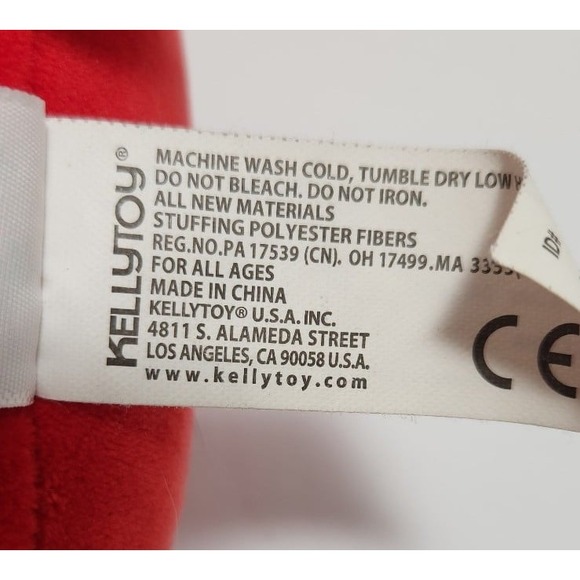 KELLYTOY®
MACHINE WASH COLD, TUMBLE DRY LOW
DO NOT BLEACH. DO NOT IRON.
ALL NEW MATERIALS
STUFFING POLYESTER FIBERS
REG.NO.PA 17539 (CN). OH 17499.MA
FOR ALL AGES
MADE IN CHINA
KELLYTOY® U.S.A. INC.
4811 S. ALAMEDA STREET
LOS ANGELES, CA 90058 U.S.A.
www.kellytoy.com
CE
ID#